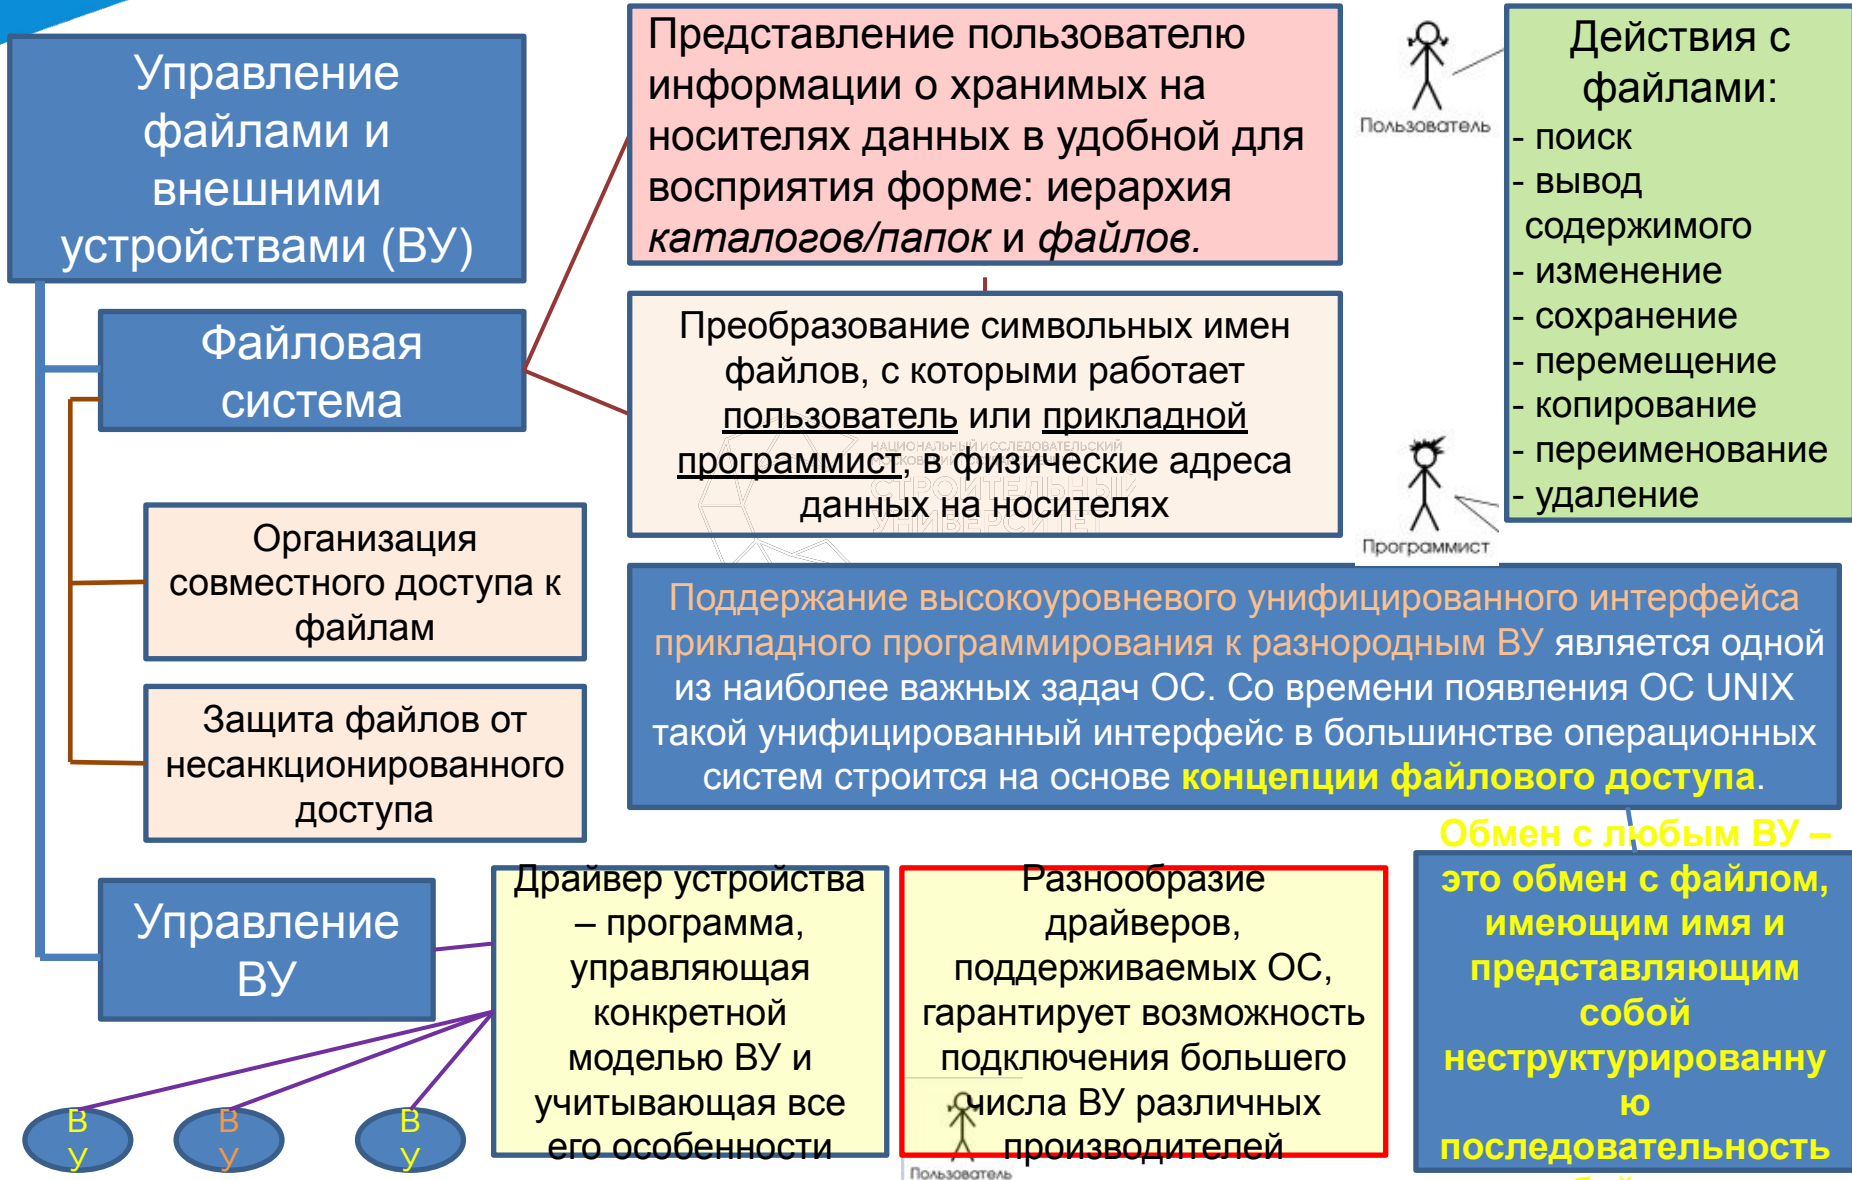 Управление
файлами и
внешними
устройствами (ВУ)
Файловая
система
Организация
совместного доступа к
файлам
Защита файлов от
несанкционированного
доступа
Управление
ВУ
В
У
В
У
В
У
Представление пользователю
информации о хранимых на
носителях данных в удобной для
восприятия форме: иерархия
каталогов/папок и файлов.
Преобразование символьных имен
файлов, с которыми работает
пользователь или прикладной
программист, в физические адреса
данных на носителях
НАЦИОНАЛЬНЫЙ ИССЛЕДОВАТЕЛЬСКИЙ
СТРОИТЕЛЬНЫЙ
УНИВЕРСИТЕТ
Пользователь
Программист
Действия с
файлами:
- поиск
- вывод
содержимого
- изменение
- сохранение
- перемещение
- копирование
- переименование
- удаление
Поддержание высокоуровневого унифицированного интерфейса
прикладного программирования к разнородным ВУ является одной
из наиболее важных задач ОС. Со времени появления ОС UNIX
такой унифицированный интерфейс в большинстве операционных
систем строится на основе концепции файлового доступа.
Драйвер устройства
– программа,
управляющая
конкретной
моделью ВУ и
учитывающая все
его особенности
Разнообразие
драйверов,
поддерживаемых ОС,
гарантирует возможность
подключения большего
числа ВУ различных
производителей
Пользователь
Обмен с любым ВУ –
это обмен с файлом,
имеющим имя и
представляющим
собой
неструктурированну
ю
последовательность